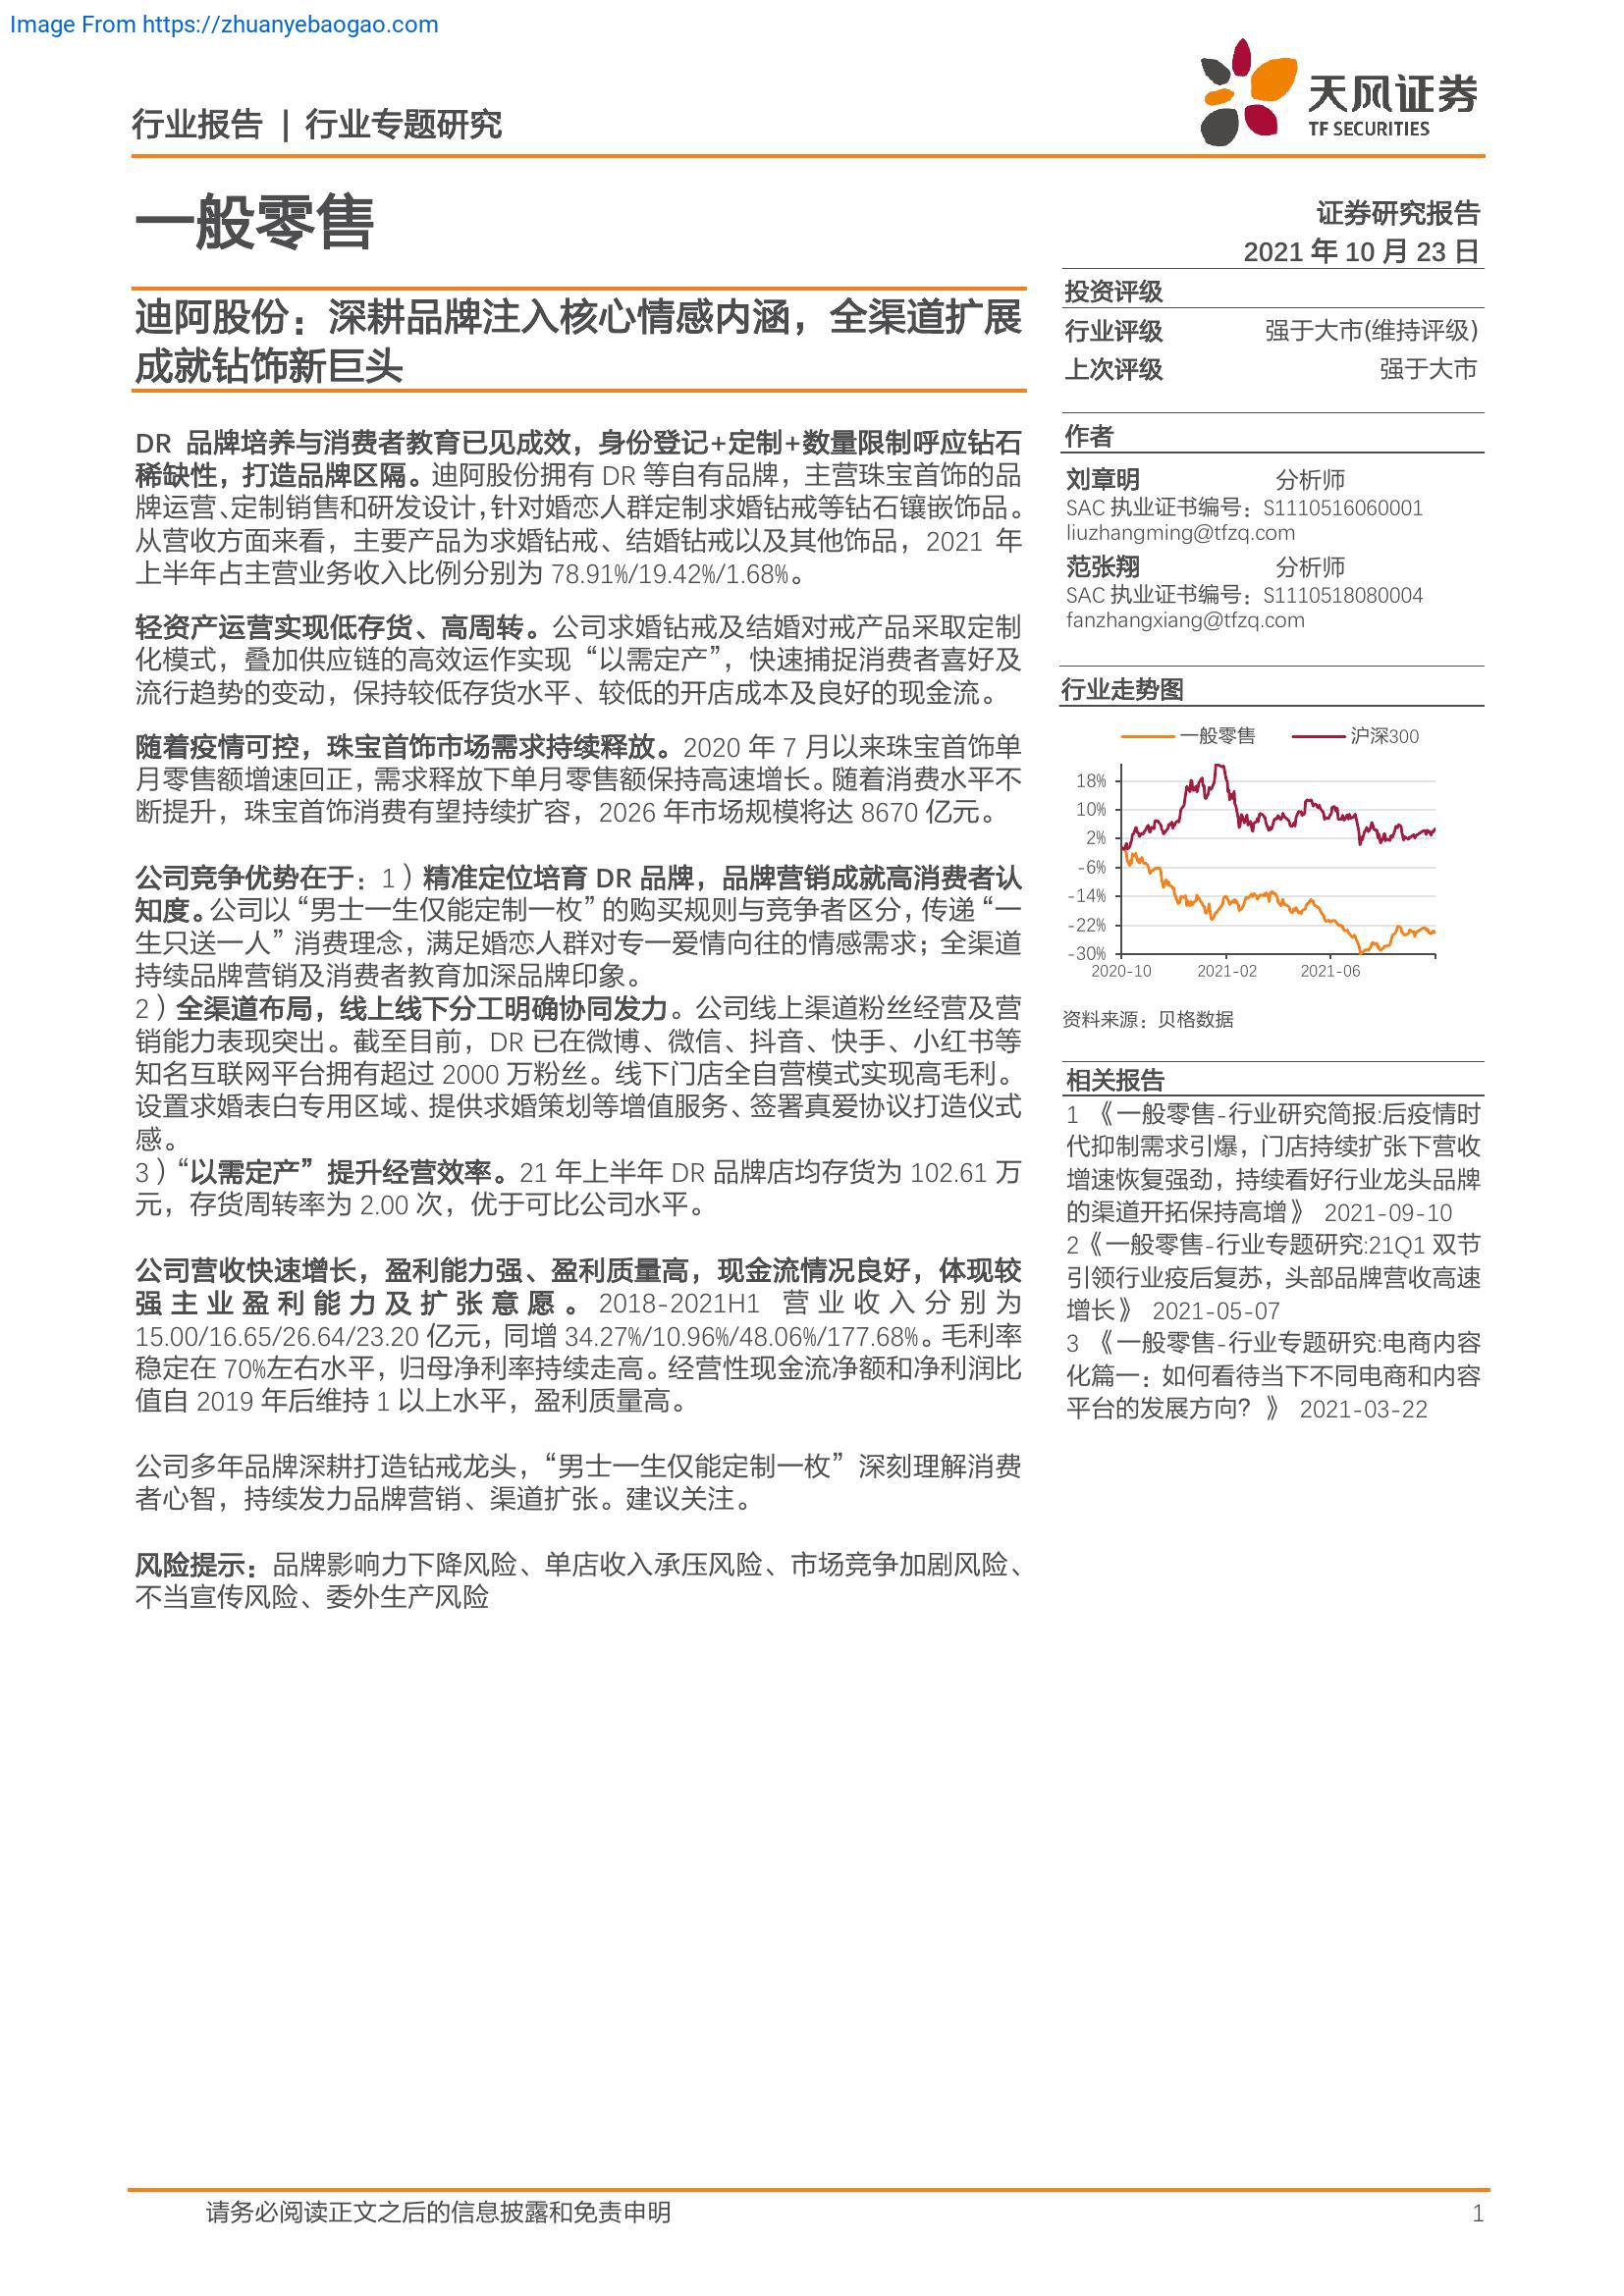 Image From https://zhuanyebaogao.com
行业报告 | 行业专题研究
天风证券
TF SECURITIES
一般零售
证券研究报告
2021 年 10 月 23 日
迪阿股份：深耕品牌注入核心情感内涵，全渠道扩展
成就钻饰新巨头
DR 品牌培养与消费者教育已见成效，身份登记+定制+数量限制呼应钻石
稀缺性，打造品牌区隔。迪阿股份拥有 DR 等自有品牌，主营珠宝首饰的品
牌运营、定制销售和研发设计，针对婚恋人群定制求婚钻戒等钻石镶嵌饰品。
从营收方面来看，主要产品为求婚钻戒、结婚钻戒以及其他饰品，2021 年
上半年占主营业务收入比例分别为 78.91%/19.42%/1.68%。
轻资产运营实现低存货、高周转。公司求婚钻戒及结婚对戒产品采取定制
化模式，叠加供应链的高效运作实现“以需定产”，快速捕捉消费者喜好及
流行趋势的变动，保持较低存货水平、较低的开店成本及良好的现金流。
随着疫情可控，珠宝首饰市场需求持续释放。2020 年 7 月以来珠宝首饰单
月零售额增速回正，需求释放下单月零售额保持高速增长。随着消费水平不
断提升，珠宝首饰消费有望持续扩容，2026 年市场规模将达 8670 亿元。
公司竞争优势在于：1）精准定位培育 DR 品牌，品牌营销成就高消费者认
知度。公司以“男士一生仅能定制一枚”的购买规则与竞争者区分，传递“一
生只送一人”消费理念，满足婚恋人群对专一爱情向往的情感需求；全渠道
持续品牌营销及消费者教育加深品牌印象。
2）全渠道布局，线上线下分工明确协同发力。公司线上渠道粉丝经营及营
销能力表现突出。截至目前，DR 已在微博、微信、抖音、快手、小红书等
知名互联网平台拥有超过 2000 万粉丝。线下门店全自营模式实现高毛利。
设置求婚表白专用区域、提供求婚策划等增值服务、签署真爱协议打造仪式
感。
3）“以需定产”提升经营效率。21 年上半年 DR 品牌店均存货为 102.61 万
元，存货周转率为 2.00 次，优于可比公司水平。
公司营收快速增长，盈利能力强、盈利质量高，现金流情况良好，体现较
强主业盈利能力及扩张意愿。2018-2021H1 营业收入分别为
15.00/16.65/26.64/23.20 亿元，同增 34.27%/10.96%/48.06%/177.68%。毛利率
稳定在 70%左右水平，归母净利率持续走高。经营性现金流净额和净利润比
值自 2019 年后维持 1 以上水平，盈利质量高。
公司多年品牌深耕打造钻戒龙头，“男士一生仅能定制一枚”深刻理解消费
者心智，持续发力品牌营销、渠道扩张。建议关注。
风险提示：品牌影响力下降风险、单店收入承压风险、市场竞争加剧风险、
不当宣传风险、委外生产风险
投资评级
行业评级 强于大市(维持评级)
上次评级 强于大市
作者
刘章明 分析师
SAC 执业证书编号：S1110516060001
liuzhangming@tfzq.com
范张翔 分析师
SAC 执业证书编号：S1110518080004
fanzhangxiang@tfzq.com
行业走势图
一般零售 沪深300
18%
10%
2%
-6%
-14%
-22%
-30%
2020-10 2021-02 2021-06
资料来源：贝格数据
相关报告
1 《一般零售-行业研究简报:后疫情时
代抑制需求引爆，门店持续扩张下营收
增速恢复强劲，持续看好行业龙头品牌
的渠道开拓保持高增》 2021-09-10
2《一般零售-行业专题研究:21Q1 双节
引领行业疫后复苏，头部品牌营收高速
增长》 2021-05-07
3 《一般零售-行业专题研究:电商内容
化篇一：如何看待当下不同电商和内容
平台的发展方向？》 2021-03-22
请务必阅读正文之后的信息披露和免责申明 1